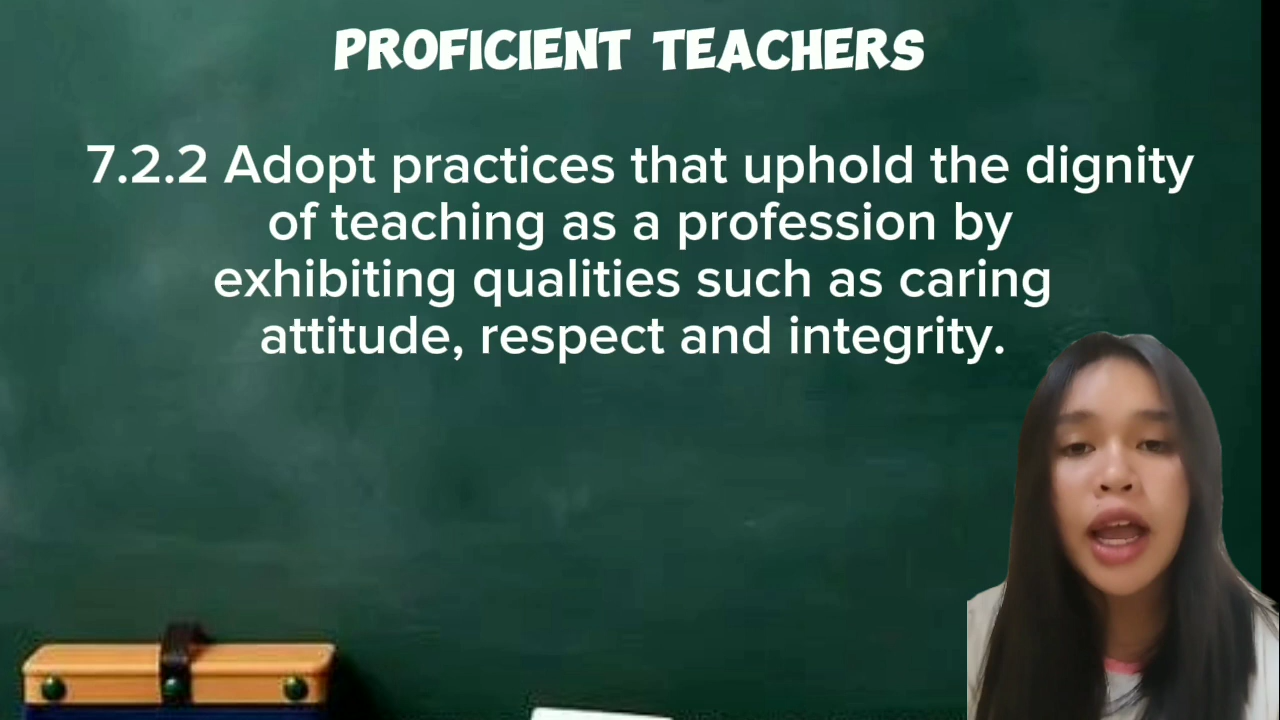 PROFICIENT TEACHERS
7.2.2 Adopt practices that uphold the dignity
of teaching as a profession by
exhibiting qualities such as caring
attitude, respect and integrity.